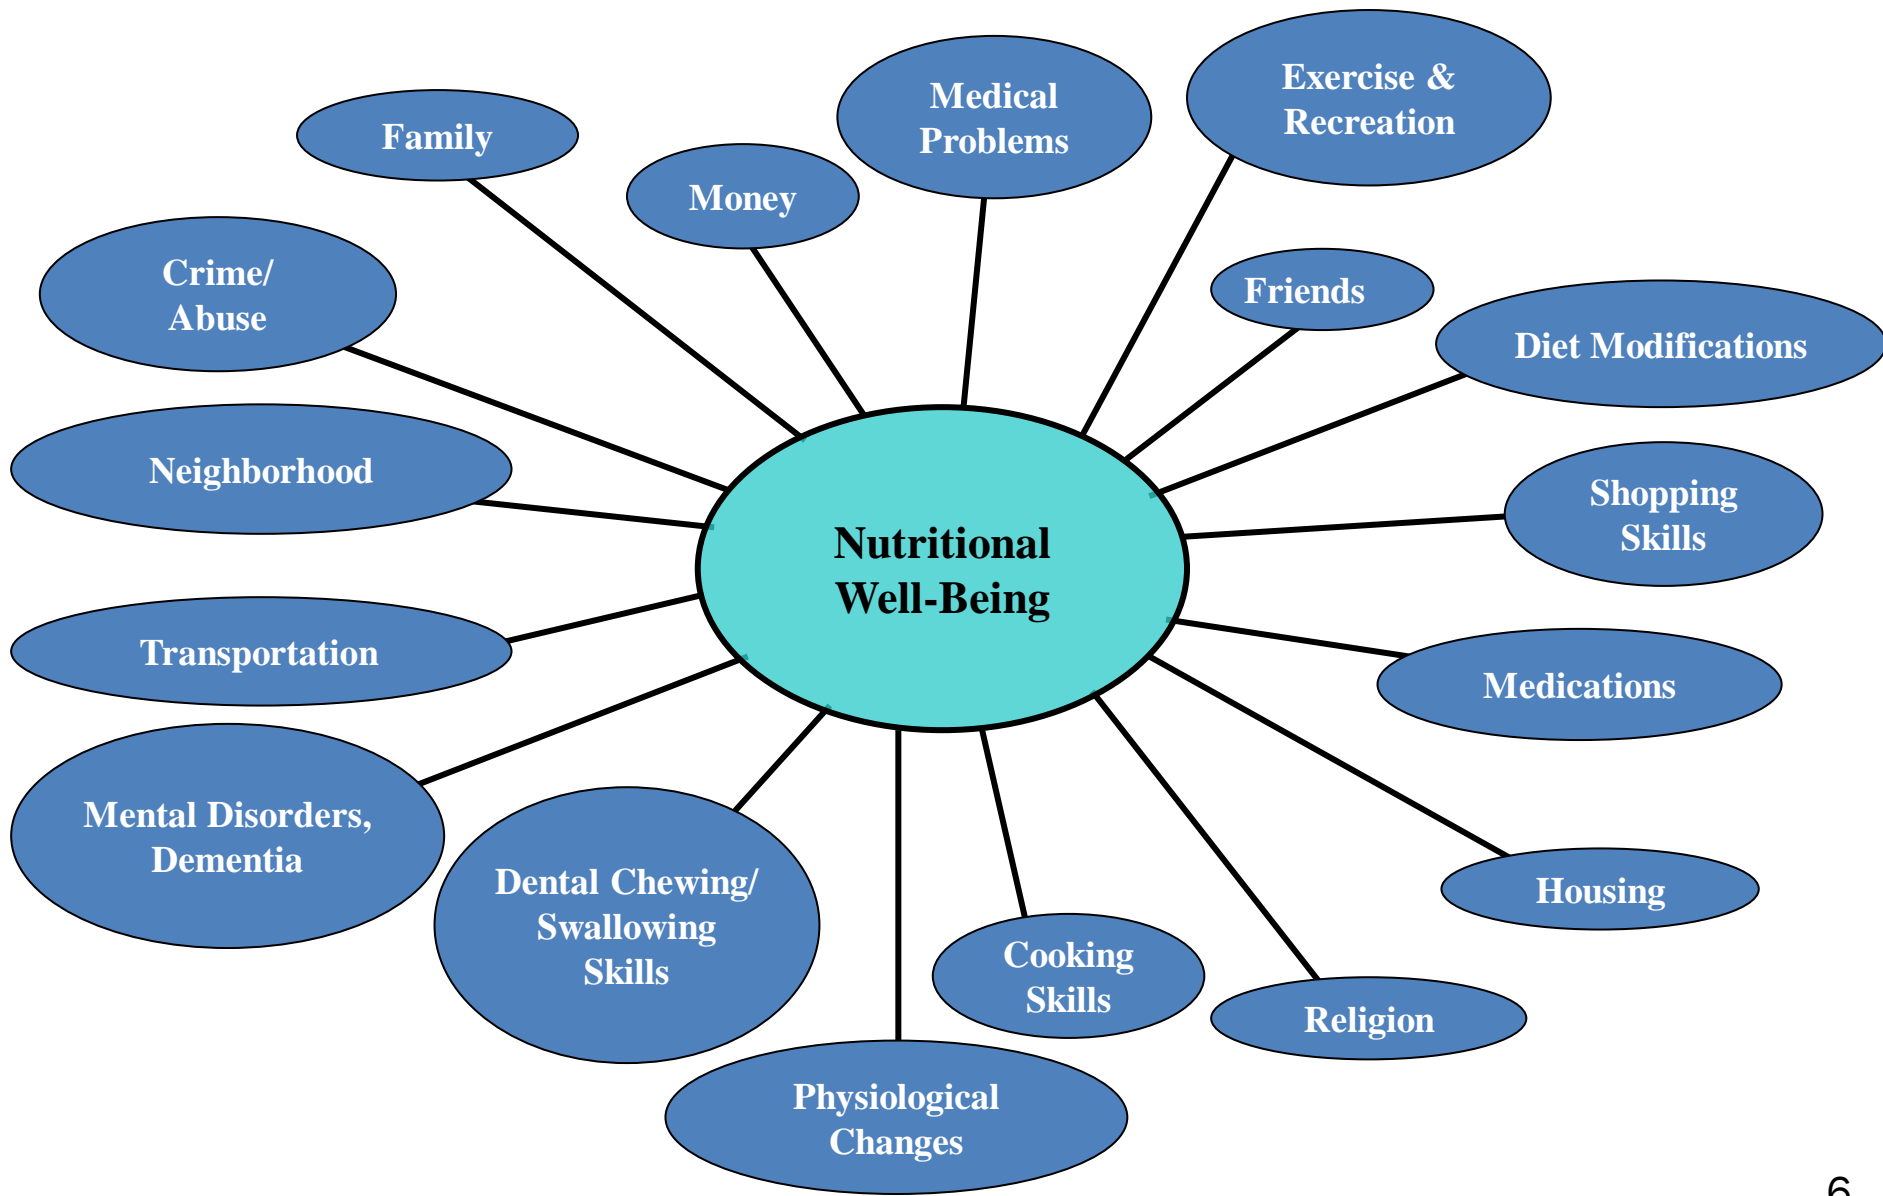 Exercise &
Recreation
Medical
Problems
Family
Money
Crime/
Abuse
Friends
Diet Modifications
Neighborhood
Shopping
Skills
Nutritional
Well-Being
Transportation
Medications
Mental Disorders,
Dementia
Dental Chewing/
Swallowing
Skills
Housing
Cooking
Skills
Religion
Physiological
Changes
6